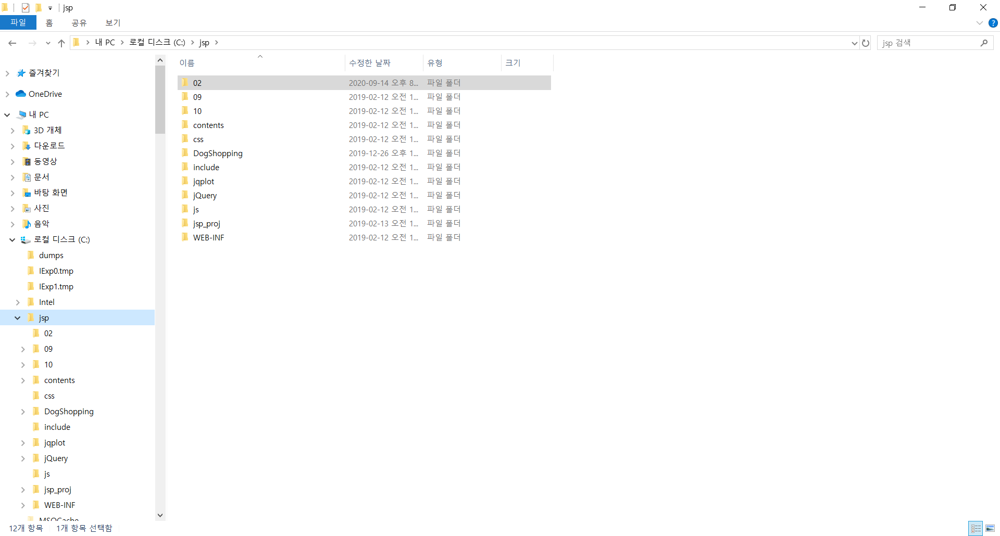 jsp
파일 홈 공유 보기
내 PC 로컬 디스크 (C:) jsp
jsp 검색
즐겨찾기
OneDrive
내 PC
3D 개체
다운로드
동영상
문서
바탕 화면
사진
음악
로컬 디스크 (C:)
dumps
IExp0.tmp
IExp1.tmp
Intel
jsp
02
09
10
contents
css
DogShopping
include
jqplot
jQuery
js
jsp_proj
WEB-INF
MSOCache
이름 수정한 날짜 유형 크기
02 2020-09-14 오후 8... 파일 폴더
09 2019-02-12 오전 1... 파일 폴더
10 2019-02-12 오전 1... 파일 폴더
contents 2019-02-12 오전 1... 파일 폴더
css 2019-02-12 오전 1... 파일 폴더
DogShopping 2019-12-26 오후 1... 파일 폴더
include 2019-02-12 오전 1... 파일 폴더
jqplot 2019-02-12 오전 1... 파일 폴더
jQuery 2019-02-12 오전 1... 파일 폴더
js 2019-02-12 오전 1... 파일 폴더
jsp_proj 2019-02-13 오전 1... 파일 폴더
WEB-INF 2019-02-12 오전 1... 파일 폴더
12개 항목 1개 항목 선택함